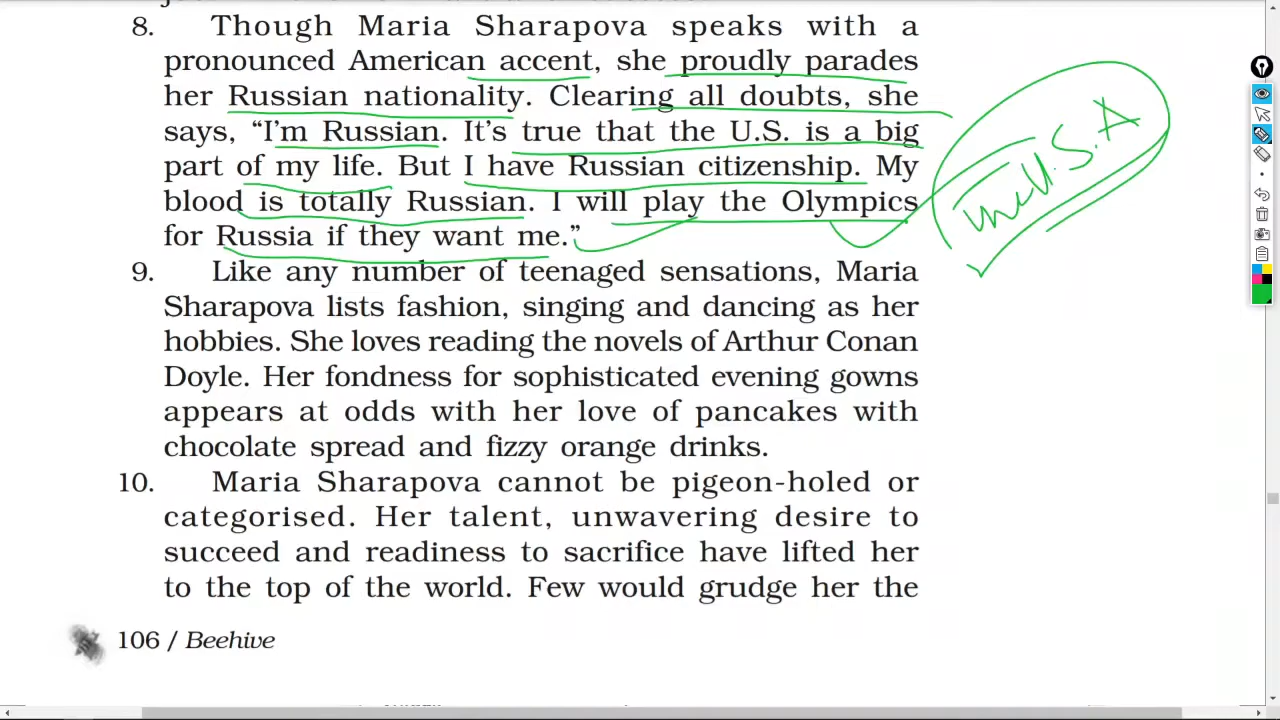 8. Though Maria Sharapova speaks with a
pronounced American accent, she proudly parades
her Russian nationality. Clearing all doubts, she
says, “I’m Russian. It’s true that the U.S. is a big
part of my life. But I have Russian citizenship. My
blood is totally Russian. I will play the Olympics
for Russia if they want me.”
9. Like any number of teenaged sensations, Maria
Sharapova lists fashion, singing and dancing as her
hobbies. She loves reading the novels of Arthur Conan
Doyle. Her fondness for sophisticated evening gowns
appears at odds with her love of pancakes with
chocolate spread and fizzy orange drinks.
10. Maria Sharapova cannot be pigeon-holed or
categorised. Her talent, unwavering desire to
succeed and readiness to sacrifice have lifted her
to the top of the world. Few would grudge her the
106 / Beehive
U.S.A